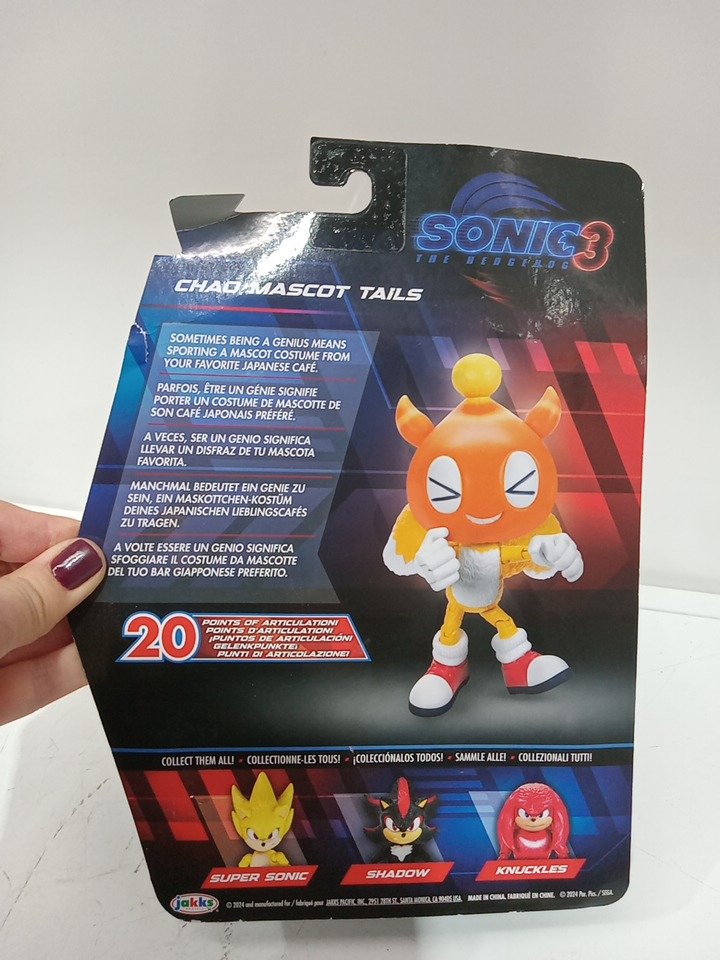 SONIC 3
THE HEDGEHOG
CHAO MASCOT TAILS
SOMETIMES BEING A GENIUS MEANS
SPORTING A MASCOT COSTUME FROM
YOUR FAVORITE JAPANESE CAFÉ.
PARFOIS, ÊTRE UN GÉNIE SIGNIFIE
PORTER UN COSTUME DE MASCOTTE DE
SON CAFÉ JAPONAIS PRÉFÉRÉ.
A VECES, SER UN GENIO SIGNIFICA
LLEVAR UN DISFRAZ DE TU MASCOTA
FAVORITA.
MANCHMAL BEDEUTET EIN GENIE ZU
SEIN, EIN MASKOTTCHEN-KOSTÜM
DEINES JAPANISCHEN LIEBLINGSCAFÉS
ZU TRAGEN.
A VOLTE ESSERE UN GENIO SIGNIFICA
SFOGGIARE IL COSTUME DA MASCOTTE
DEL TUO BAR GIAPPONESE PREFERITO.
20 POINTS OF ARTICULATION!
POINTS D'ARTICULATION!
¡PUNTOS DE ARTICULACIÓN!
GELENKPUNKTE!
PUNTI DI ARTICOLAZIONE!
COLLECT THEM ALL! • COLLECTIONNE-LES TOUS! • ¡COLECCIÓNALOS TODOS! • SAMMLE ALLE! • COLLEZIONALI TUTTI!
SUPER SONIC
SHADOW
KNUCKLES
jakks
© 2024 and manufactured for / fabriqué pour JAKKS PACIFIC, INC., 2951 28TH ST., SANTA MONICA, CA 90405 USA. MADE IN CHINA. FABRIQUÉ EN CHINE. © 2024 Par. Pics. / SEGA.